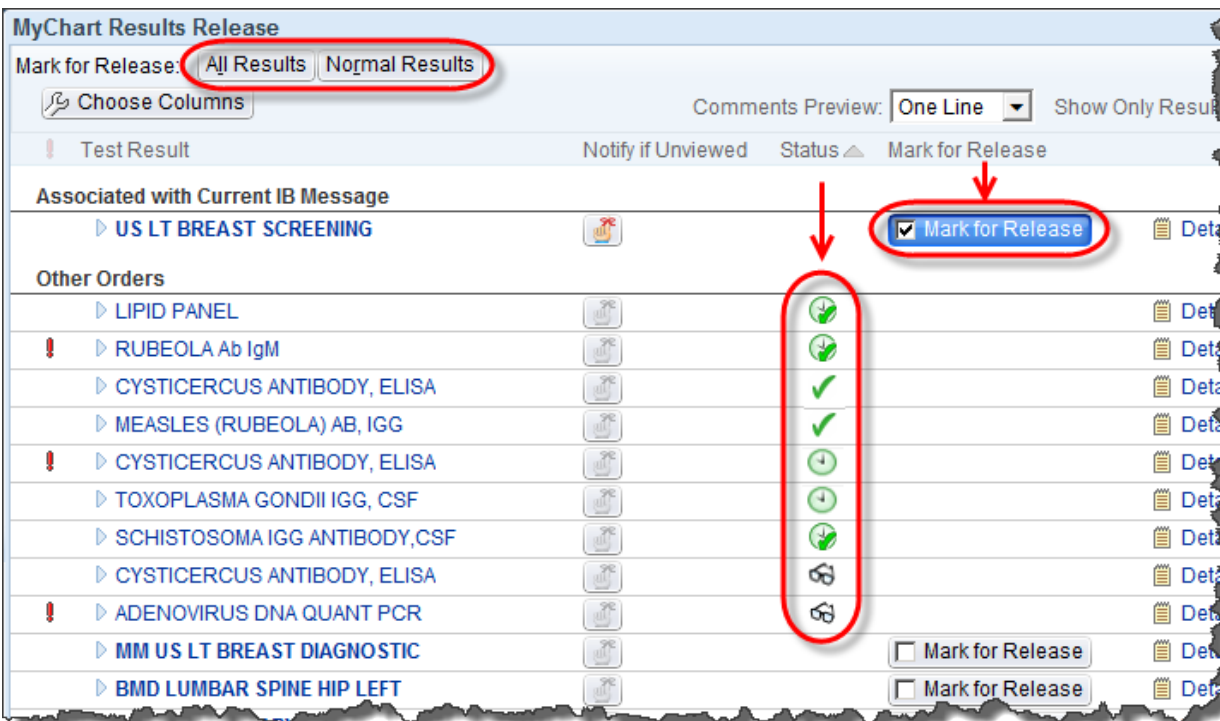 MyChart Results Release
Mark for Release: All Results Normal Results
Choose Columns Comments Preview: One Line Show Only
Test Result Notify if Unviewed Status Mark for Release
Associated with Current IB Message
US LT BREAST SCREENING Mark for Release
Other Orders
LIPID PANEL
RUBEOLA Ab IgM
CYSTICERCUS ANTIBODY, ELISA
MEASLES (RUBEOLA) AB, IGG
CYSTICERCUS ANTIBODY, ELISA
TOXOPLASMA GONDII IGG, CSF
SCHISTOSOMA IGG ANTIBODY,CSF
CYSTICERCUS ANTIBODY, ELISA
ADENOVIRUS DNA QUANT PCR
MM US LT BREAST DIAGNOSTIC Mark for Release
BMD LUMBAR SPINE HIP LEFT Mark for Release